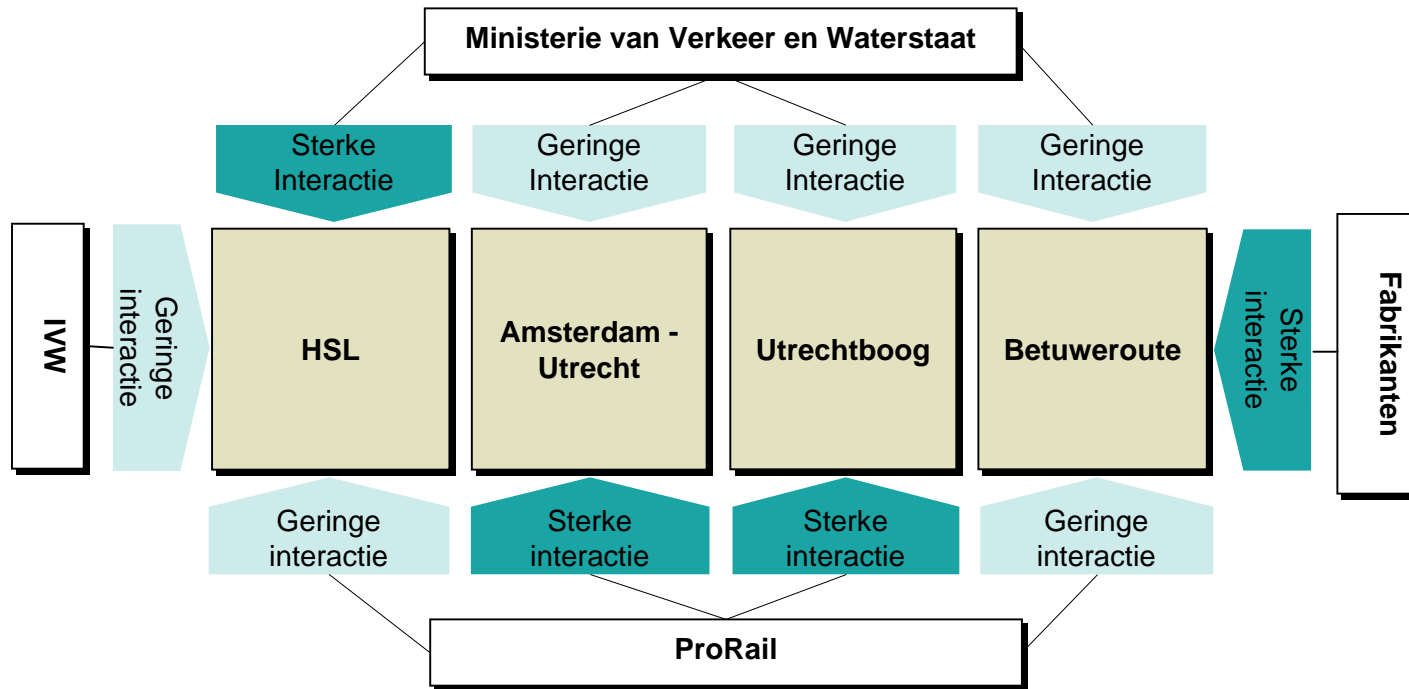 Ministerie van Verkeer en Waterstaat
Sterke
Interactie
Geringe
Interactie
Geringe
Interactie
Geringe
Interactie
IVW
Geringe
interactie
HSL
Amsterdam -
Utrecht
Utrechtboog
Betuweroute
Sterke
interactie
Fabrikanten
Geringe
interactie
Sterke
interactie
Sterke
interactie
Geringe
interactie
ProRail